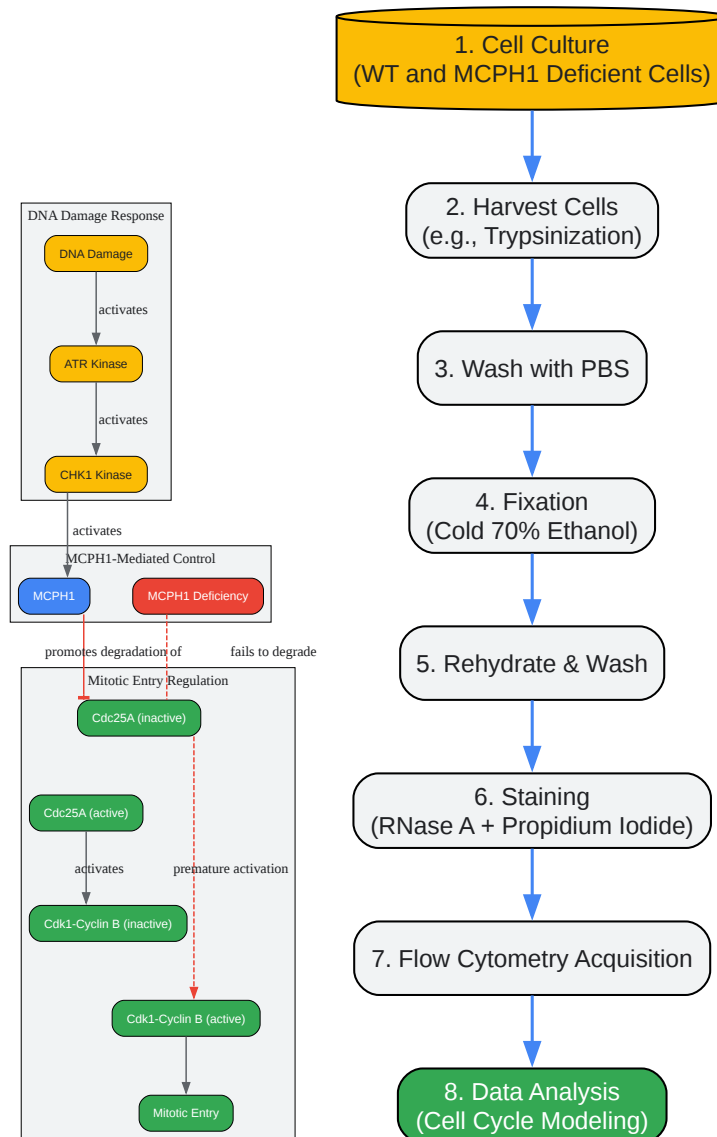 DNA Damage Response
DNA Damage
activates
ATR Kinase
activates
CHK1 Kinase
activates
MCPH1-Mediated Control
MCPH1
MCPH1 Deficiency
promotes degradation of
fails to degrade
Mitotic Entry Regulation
Cdc25A (inactive)
Cdc25A (active)
activates
premature activation
Cdk1-Cyclin B (inactive)
Cdk1-Cyclin B (active)
Mitotic Entry
1. Cell Culture
(WT and MCPH1 Deficient Cells)
2. Harvest Cells
(e.g., Trypsinization)
3. Wash with PBS
4. Fixation
(Cold 70% Ethanol)
5. Rehydrate & Wash
6. Staining
(RNase A + Propidium Iodide)
7. Flow Cytometry Acquisition
8. Data Analysis
(Cell Cycle Modeling)